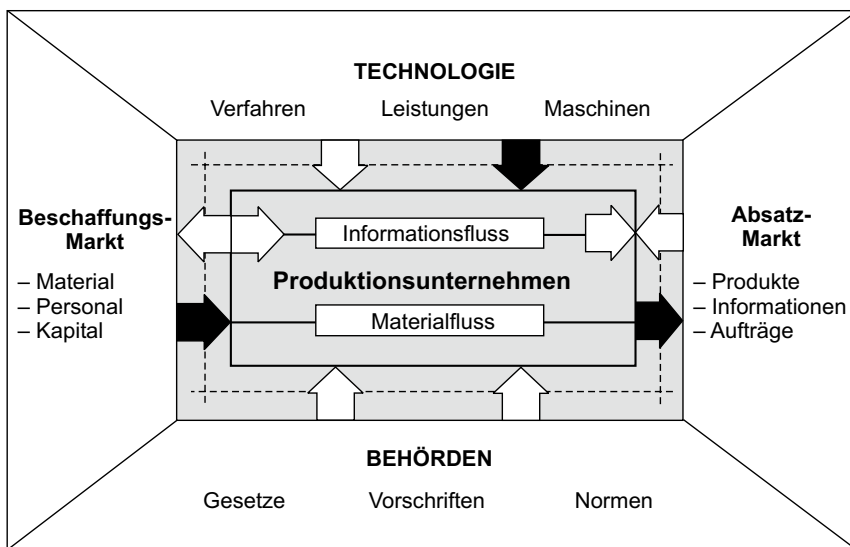 TECHNOLOGIE
Verfahren Leistungen Maschinen
Beschaffungs-
Markt
– Material
– Personal
– Kapital
Informationsfluss
Produktionsunternehmen
Materialfluss
Absatz-
Markt
– Produkte
– Informationen
– Aufträge
BEHÖRDEN
Gesetze Vorschriften Normen